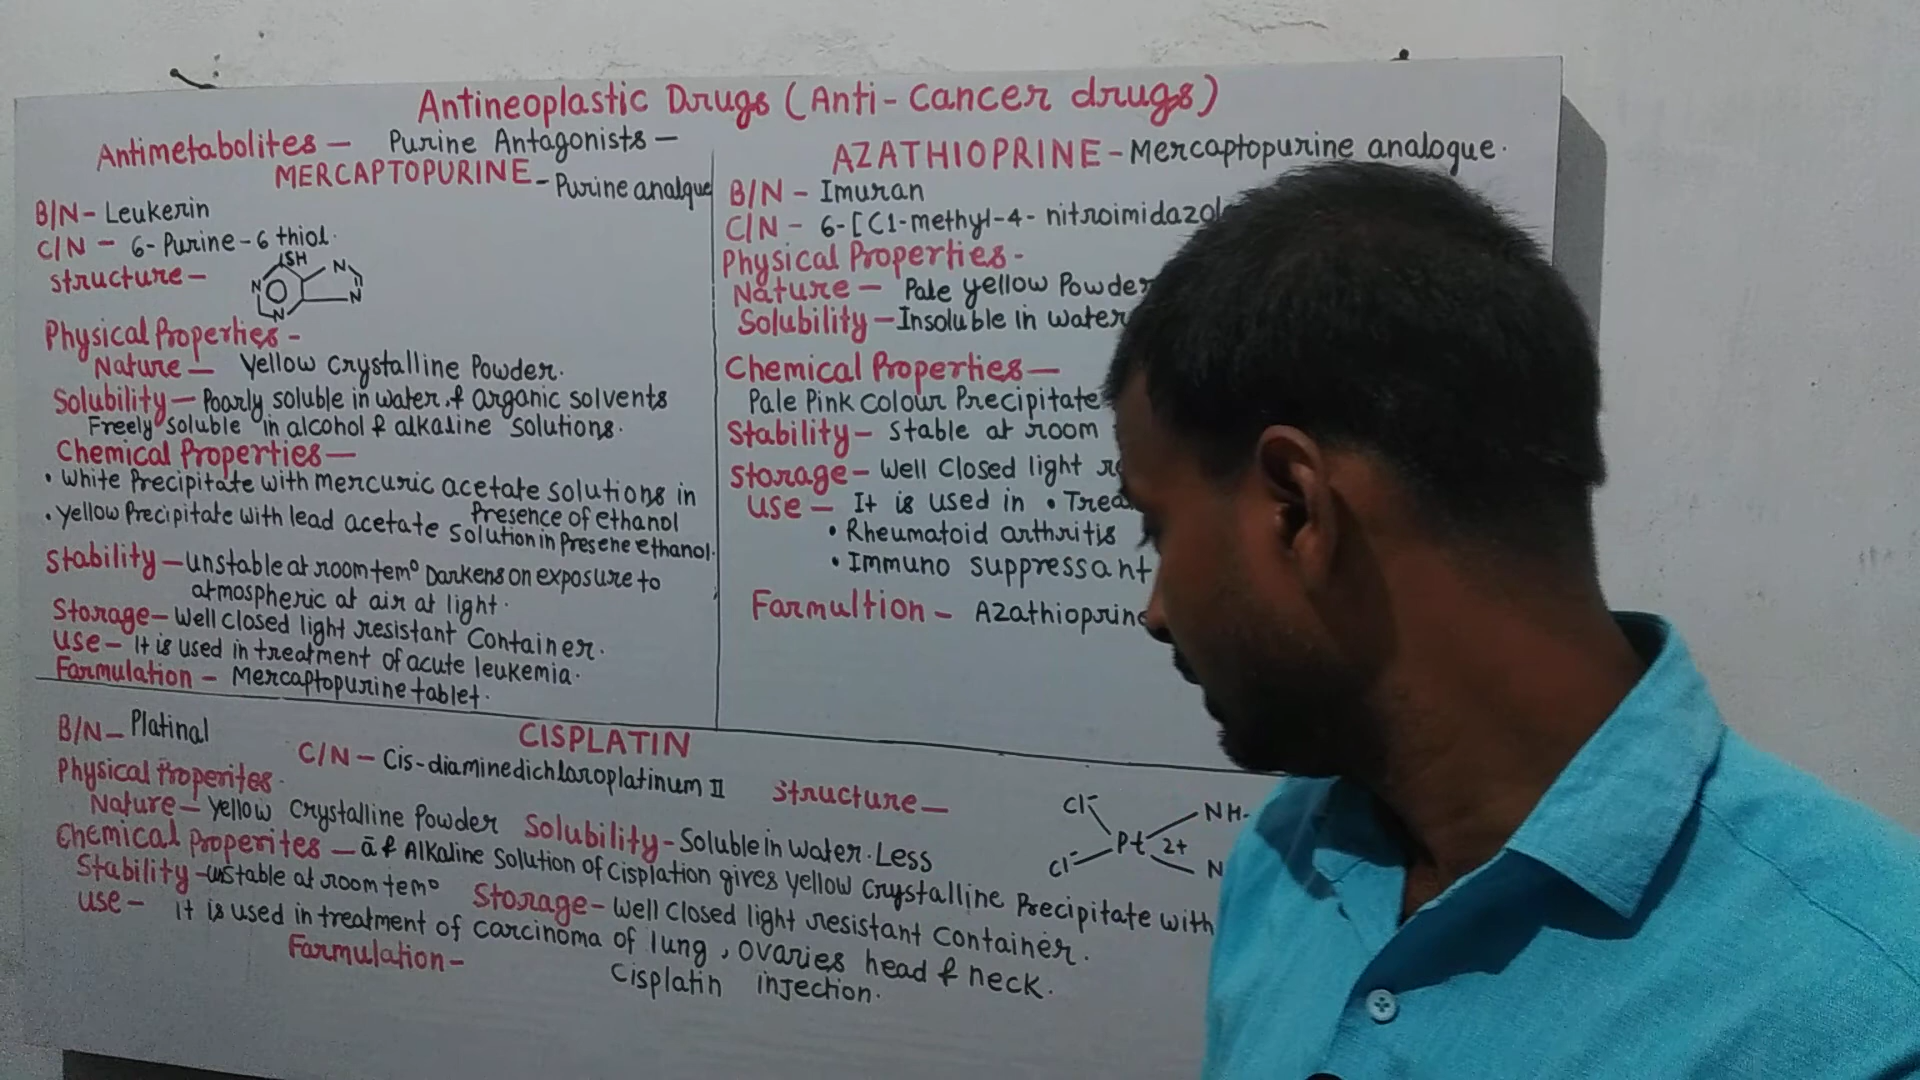 Antineoplastic Drugs (Anti-Cancer drugs)
Antimetabolites — Purine Antagonists —
MERCAPTOPURINE - Purine analque
B/N - Leukerin
C/N - 6-Purine-6 thiol.
structure —
SH
N
N
N
N
Physical Properties -
Nature — Yellow Crystalline Powder.
Solubility — Poorly soluble in water & organic solvents
Freely soluble in alcohol & alkaline solutions.
Chemical Properties —
• White Precipitate with mercuric acetate solutions in
Presence of ethanol
• yellow Precipitate with lead acetate solution in Presene ethanol.
Stability — unstable at room tem° Darkens on exposure to
atmospheric at air at light.
Storage — Well closed light resistant Container.
Use — It is used in treatment of acute leukemia.
Farmulation - Mercaptopurine tablet.
AZATHIOPRINE - Mercaptopurine analogue.
B/N - Imuran
C/N - 6-[C1-methyl-4- nitroimidazol
Physical Properties -
Nature — Pale yellow Powder
Solubility — Insoluble in water
Chemical Properties —
Pale Pink colour Precipitate
Stability — Stable at room
Storage — Well Closed light
Use — It is used in •
• Rheumatoid arthritis
• Immuno suppressant
Farmultion — Azathioprine
CISPLATIN
B/N — Platinal
C/N — Cis-diaminedichloroplatinum II
Structure —
Cl-
NH
Pt 2+
Cl-
N
Physical Properites -
Nature — yellow Crystalline Powder
Solubility - Soluble in water. Less
Chemical Properites — & Alkaline Solution of Cisplation gives yellow Crystalline Precipitate with
Stability - unstable at room tem°
Storage - Well Closed light resistant Container.
Use - it is used in treatment of carcinoma of lung, ovaries head & neck.
Farmulation -
Cisplatin injection.